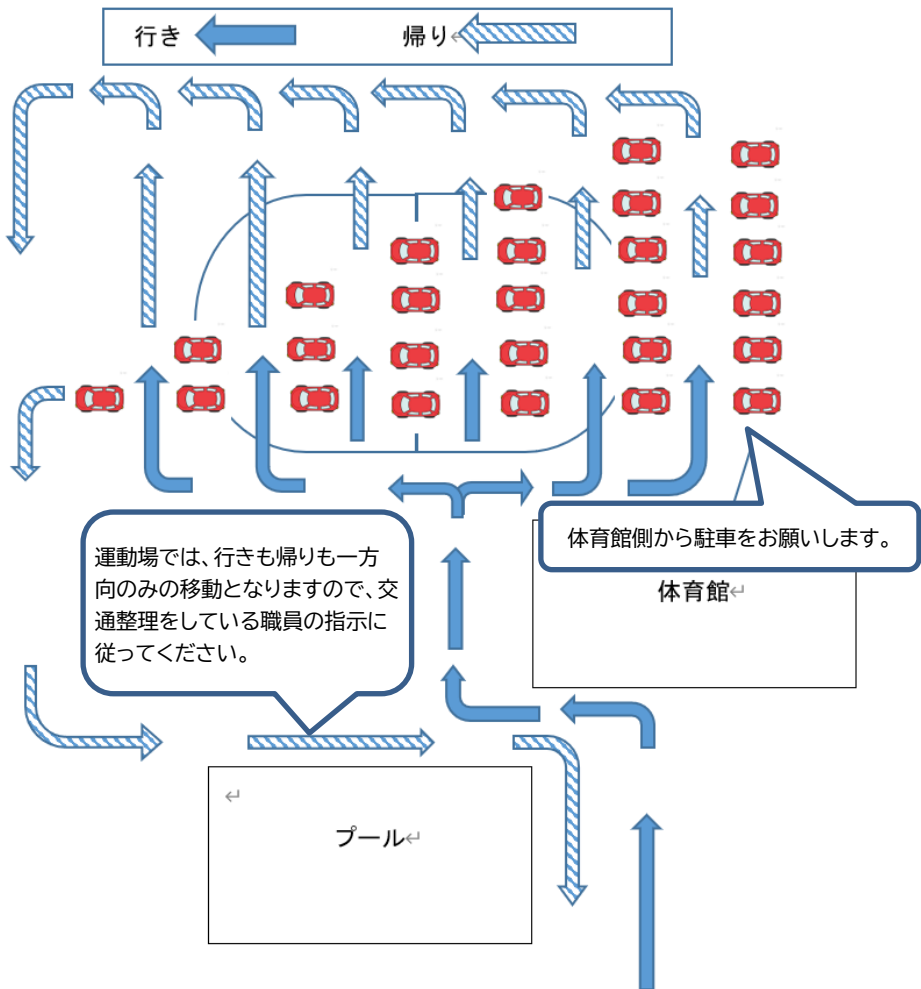 行き 帰り↵
体育館側から駐車をお願いします。
運動場では、行きも帰りも一方
向のみの移動となりますので、交
通整理をしている職員の指示に
従ってください。
体育館↵
↵
プール↵